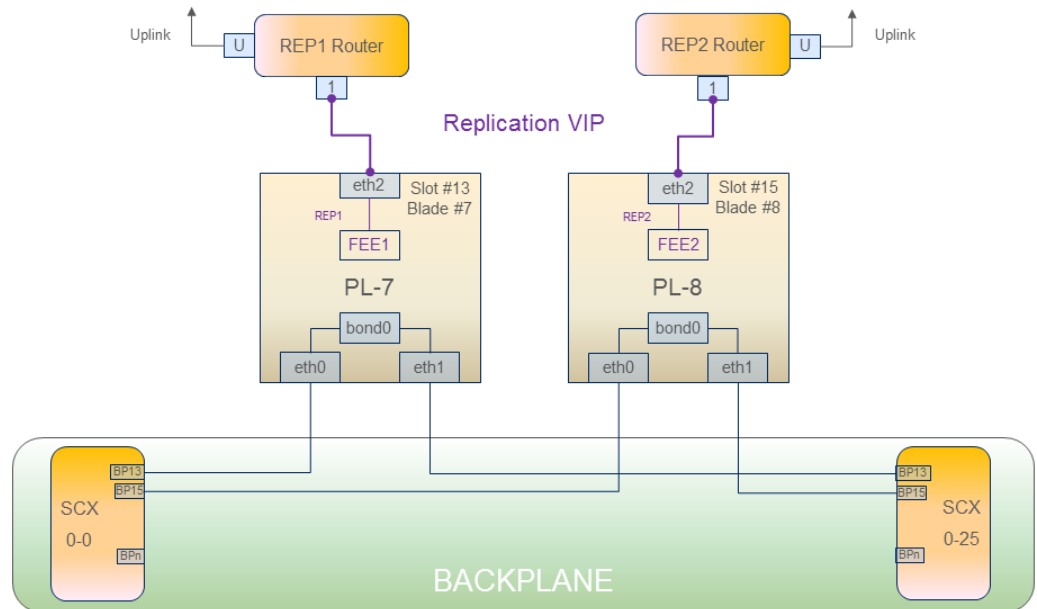 Uplink
U
REP1 Router
1
REP2 Router
U
Uplink
1
Replication VIP
eth2
Slot #13
Blade #7
REP1
FEE1
PL-7
bond0
eth0
eth1
eth2
Slot #15
Blade #8
REP2
FEE2
PL-8
bond0
eth0
eth1
BP13
BP15
SCX
0-0
BPn
BP13
BP15
SCX
0-25
BPn
BACKPLANE